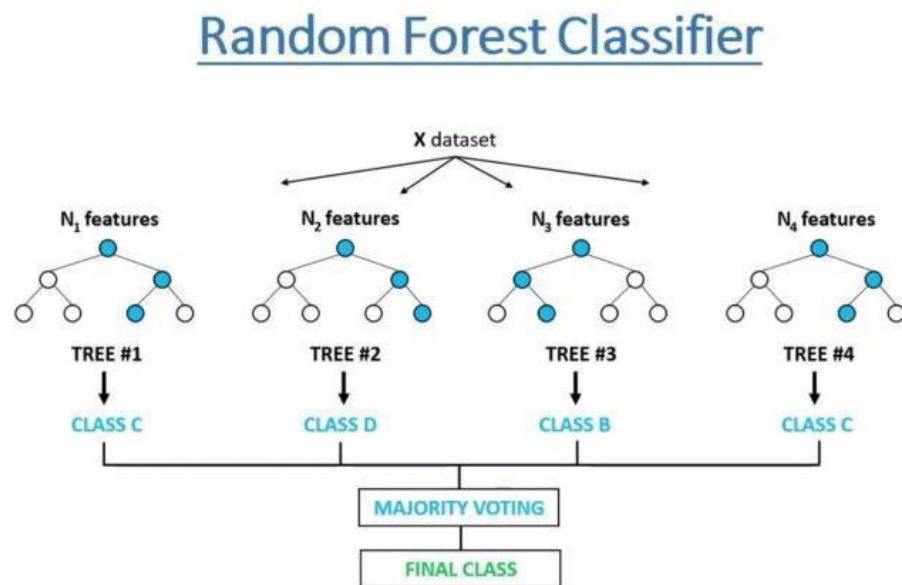 Random Forest Classifier
X dataset
N₁ features N₂ features N₃ features N₄ features
TREE #1 TREE #2 TREE #3 TREE #4
CLASS C CLASS D CLASS B CLASS C
MAJORITY VOTING
FINAL CLASS